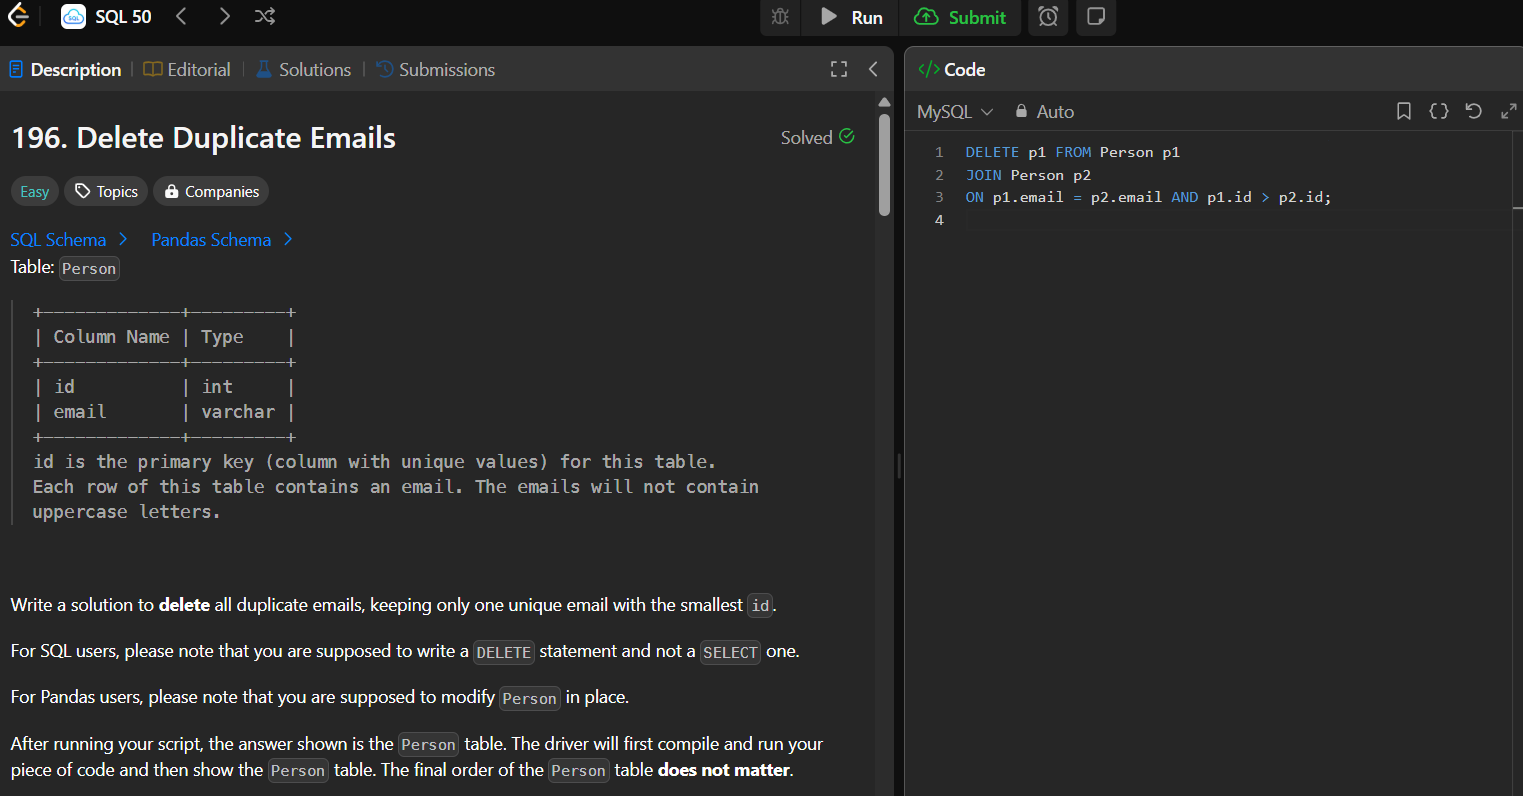 SQL 50
Run
Submit
Description
Editorial
Solutions
Submissions
196. Delete Duplicate Emails
Solved
Easy
Topics
Companies
SQL Schema
Pandas Schema
Table: Person
+-------------+---------+
| Column Name | Type    |
+-------------+---------+
| id          | int     |
| email       | varchar |
+-------------+---------+
id is the primary key (column with unique values) for this table.
Each row of this table contains an email. The emails will not contain
uppercase letters.
Write a solution to delete all duplicate emails, keeping only one unique email with the smallest id.
For SQL users, please note that you are supposed to write a DELETE statement and not a SELECT one.
For Pandas users, please note that you are supposed to modify Person in place.
After running your script, the answer shown is the Person table. The driver will first compile and run your
piece of code and then show the Person table. The final order of the Person table does not matter.
</> Code
MySQL
Auto
1 DELETE p1 FROM Person p1
2 JOIN Person p2
3 ON p1.email = p2.email AND p1.id > p2.id;
4